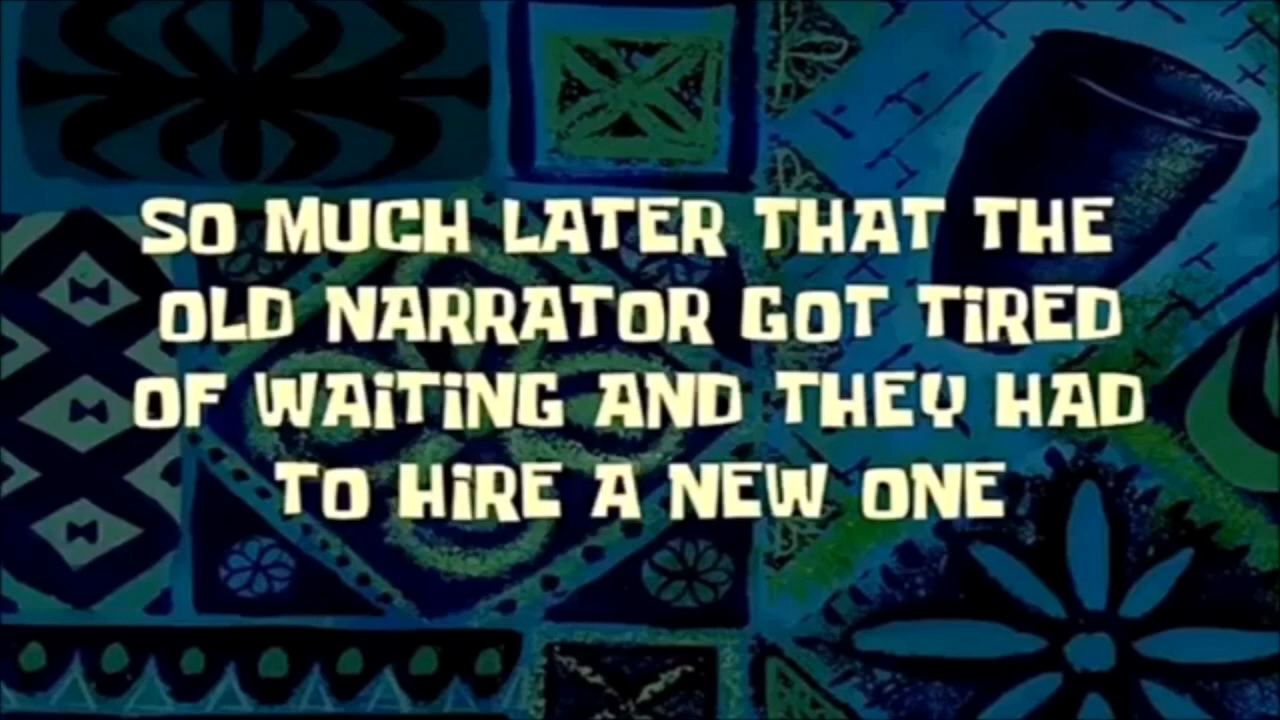 SO MUCH LATER THAT THE
OLD NARRATOR GOT TiRED
OF WAiTiNG AND THEY HAD
TO HiRE A NEW ONE